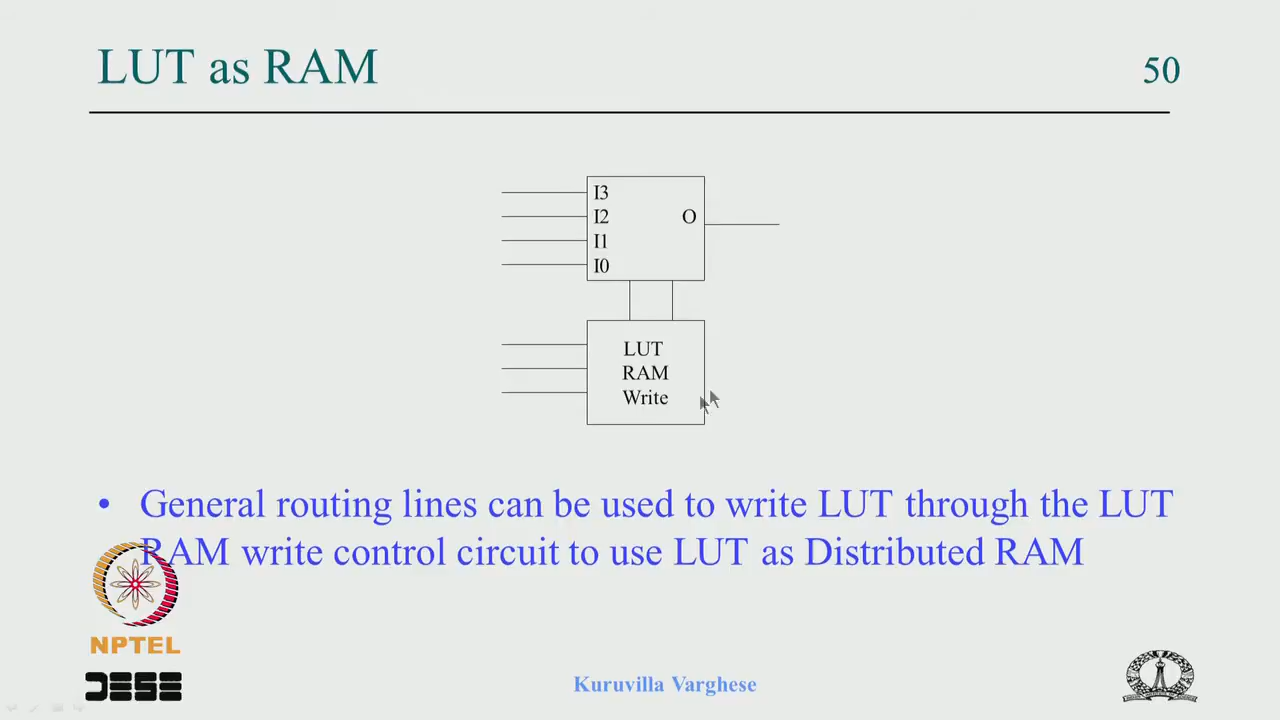 LUT as RAM
50
I3
I2
O
I1
I0
LUT
RAM
Write
• General routing lines can be used to write LUT through the LUT
RAM write control circuit to use LUT as Distributed RAM
NPTEL
DESE
Kuruvilla Varghese